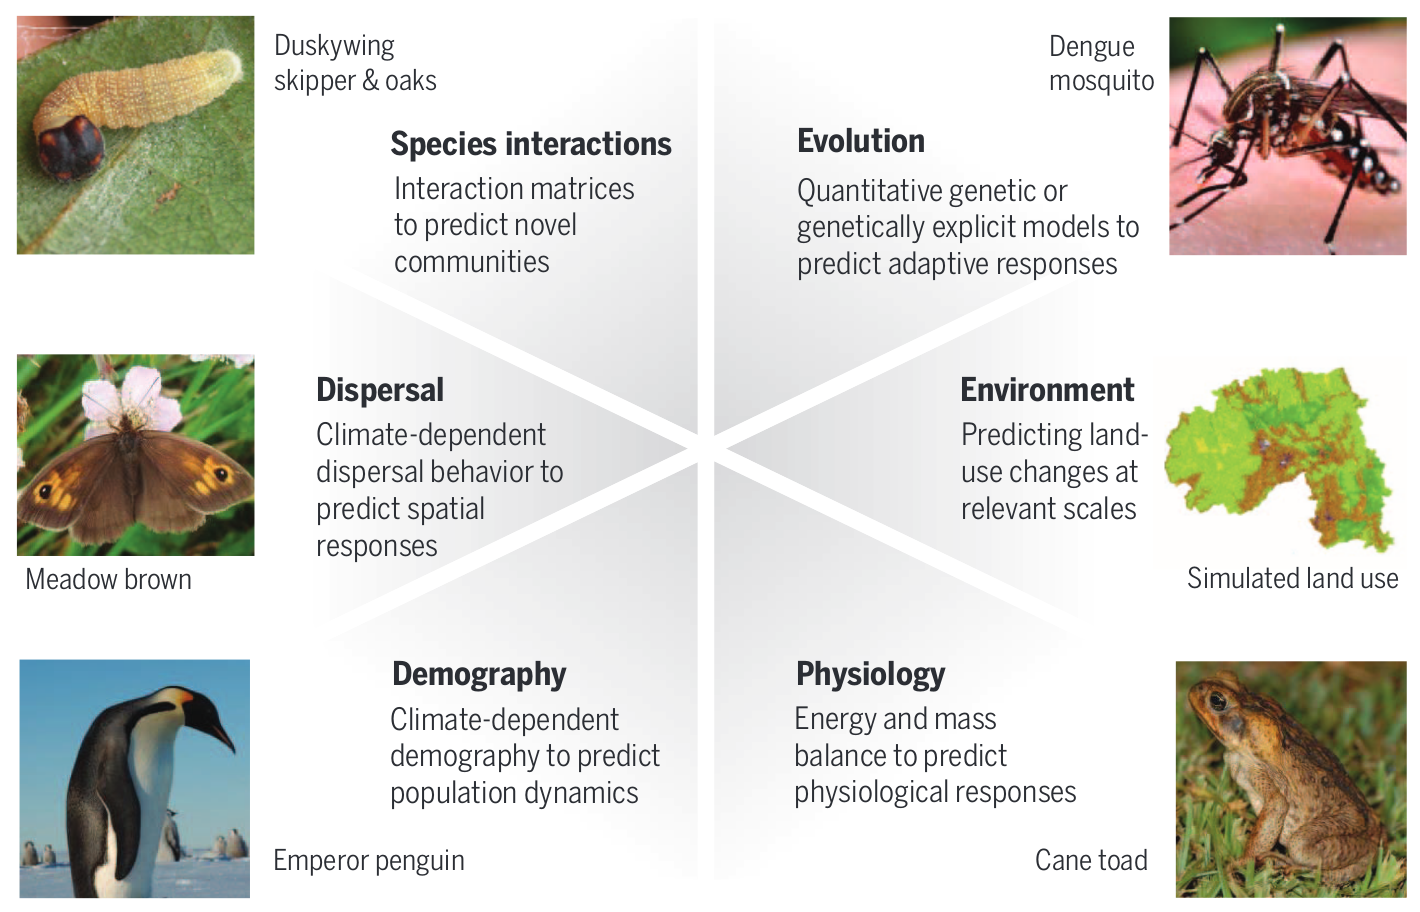 Duskywing
skipper & oaks
Species interactions
Interaction matrices
to predict novel
communities
Dengue
mosquito
Evolution
Quantitative genetic or
genetically explicit models to
predict adaptive responses
Dispersal
Climate-dependent
dispersal behavior to
predict spatial
responses
Meadow brown
Environment
Predicting land-
use changes at
relevant scales
Simulated land use
Demography
Climate-dependent
demography to predict
population dynamics
Emperor penguin
Physiology
Energy and mass
balance to predict
physiological responses
Cane toad